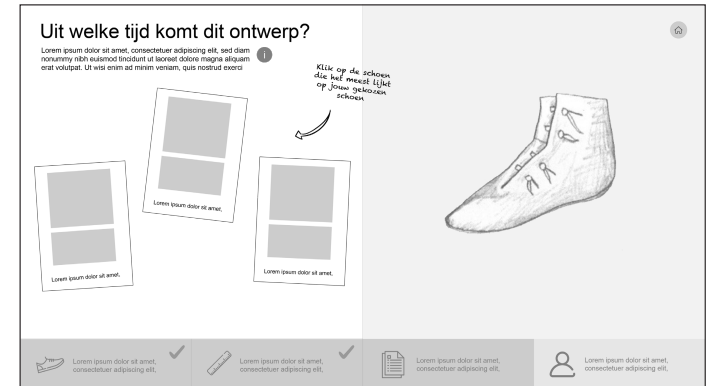 Uit welke tijd komt dit ontwerp?
Lorem ipsum dolor sit amet, consectetuer adipiscing elit, sed diam
nonummy nibh euismod tincidunt ut laoreet dolore magna aliquam
erat volutpat. Ut wisi enim ad minim veniam, quis nostrud exerci
i
Klik op de schoen
die het meest lijkt
op jouw gekozen
schoen
Lorem ipsum dolor sit amet,
Lorem ipsum dolor sit amet,
Lorem ipsum dolor sit amet,
Lorem ipsum dolor sit amet,
consectetuer adipiscing elit,
Lorem ipsum dolor sit amet,
consectetuer adipiscing elit,
Lorem ipsum dolor sit amet,
consectetuer adipiscing elit,
Lorem ipsum dolor sit amet,
consectetuer adipiscing elit,